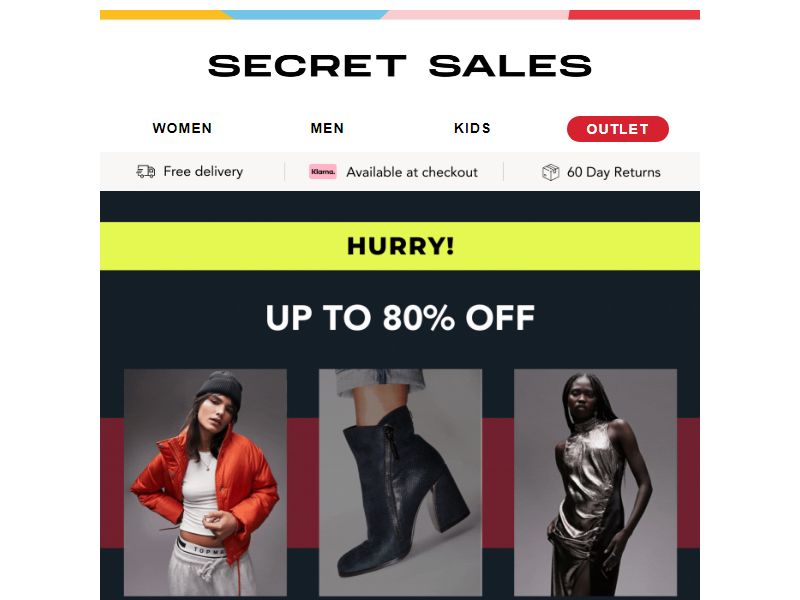 SECRET SALES
WOMEN MEN KIDS OUTLET
Free delivery Klarna. Available at checkout 60 Day Returns
HURRY!
UP TO 80% OFF